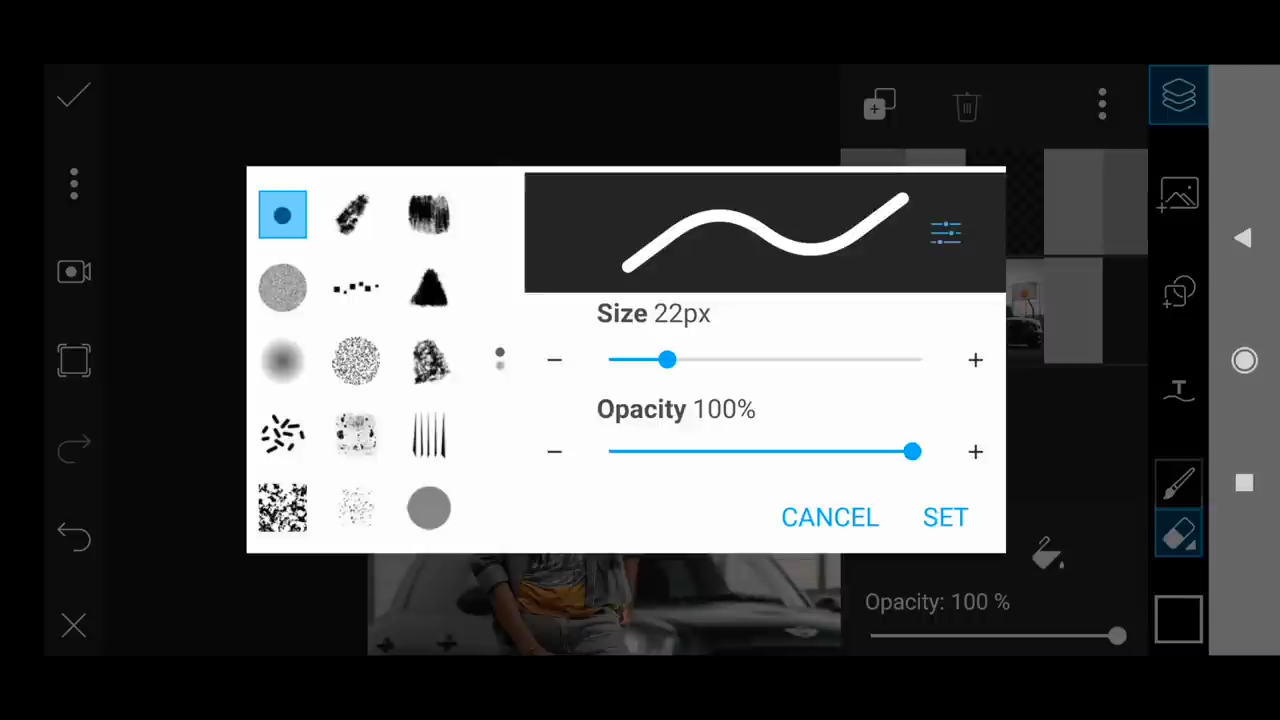 Size 22px
Opacity 100%
CANCEL SET
Opacity: 100 %
T